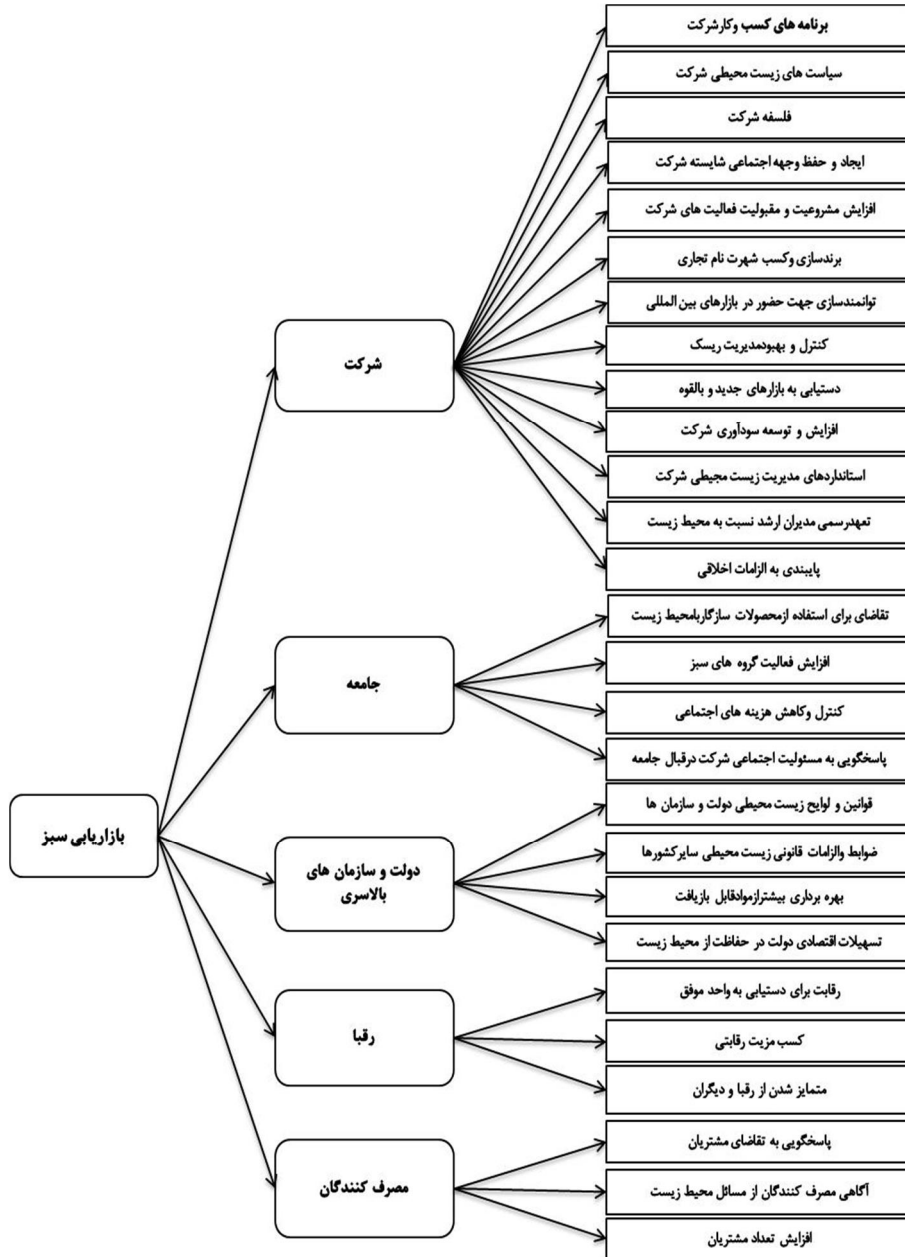 برنامه های کسب وکارشرکت
سیاست های زیست محیطی شرکت
فلسفه شرکت
ایجاد و حفظ وجهه اجتماعی شایسته شرکت
افزایش مشروعیت و مقبولیت فعالیت های شرکت
برندسازی وکسب شهرت نام تجاری
توانمندسازی جهت حضور در بازارهای بین المللی
کنترل و بهبودمدیریت ریسک
دستیابی به بازارهای جدید و بالقوه
افزایش و توسعه سودآوری شرکت
استانداردهای مدیریت زیست مجیطی شرکت
تعهدرسمی مدیران ارشد نسبت به محیط زیست
پایبندی به الزامات اخلاقی
شرکت
تقاضای برای استفاده ازمحصولات سازگاربامحیط زیست
افزایش فعالیت گروه های سبز
کنترل وکاهش هزینه های اجتماعی
پاسخگویی به مسئولیت اجتماعی شرکت درقبال جامعه
جامعه
بازاریابی سبز
قوانین و لوایح زیست محیطی دولت و سازمان ها
ضوابط والزامات قانونی زیست محیطی سایرکشورها
بهره برداری بیشترازموادقابل بازیافت
تسهیلات اقتصادی دولت در حفاظت از محیط زیست
دولت و سازمان های
بالاسری
رقابت برای دستیابی به واحد موفق
کسب مزیت رقابتی
متمایز شدن از رقبا و دیگران
رقبا
پاسخگویی به تقاضای مشتریان
آگاهی مصرف کنندگان از مسائل محیط زیست
افزایش تعداد مشتریان
مصرف کنندگان